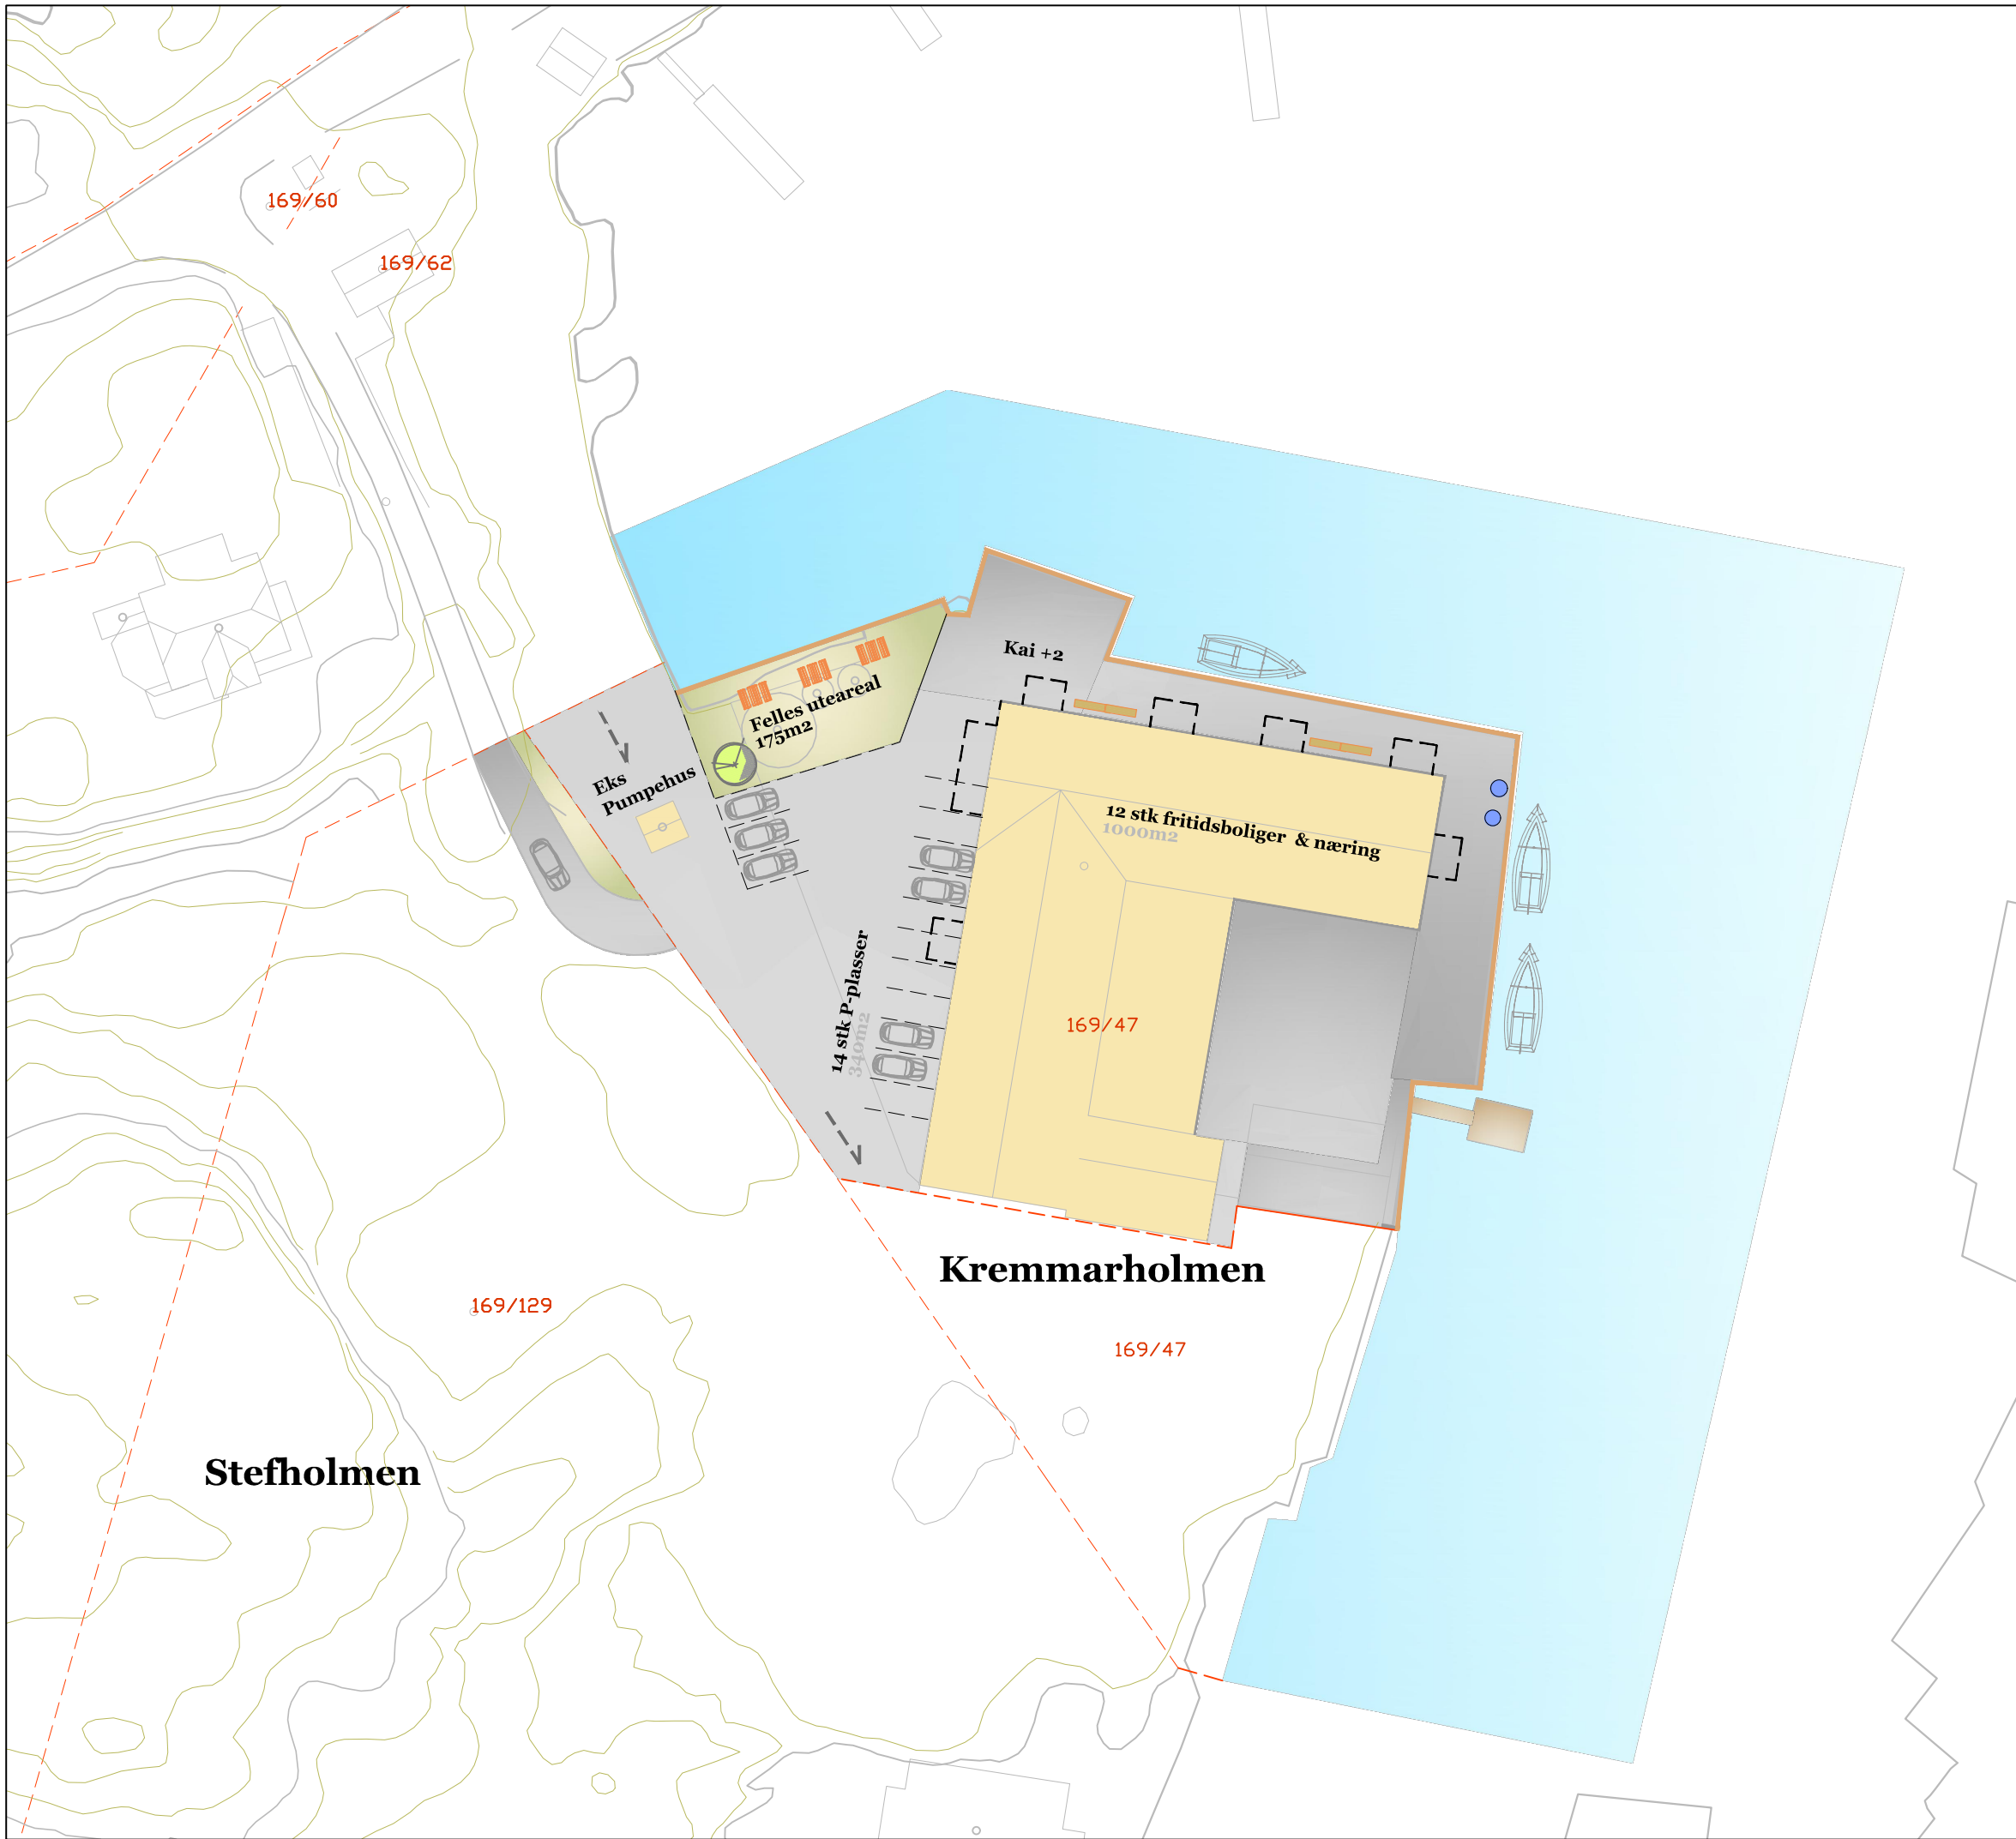 169/60
169/62
Kai +2
Felles uteareal
175m2
Eks
Pumpehus
12 stk fritidsboliger & næring
1000m2
14 stk P-plasser
340m2
169/47
Kremmarholmen
169/129
169/47
Stefholmen